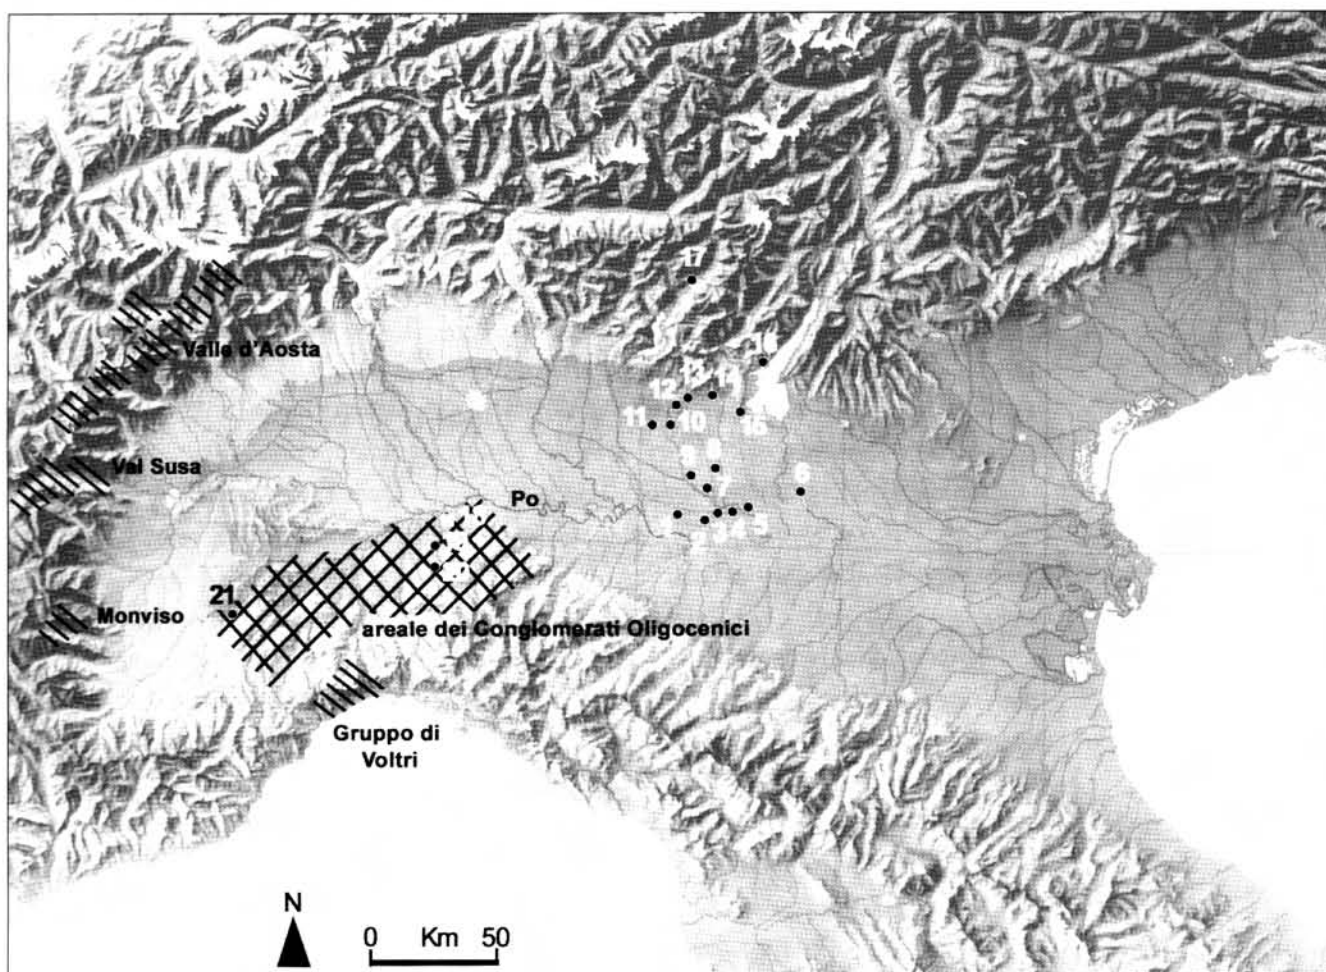 17
16
13
14
12
15
11
10
9
8
6
7
Po
1
2
3
4
5
Valle d'Aosta
Val Susa
21
Monviso
areale dei Conglomerati Oligocenici
Gruppo di
Voltri
N
0 Km 50